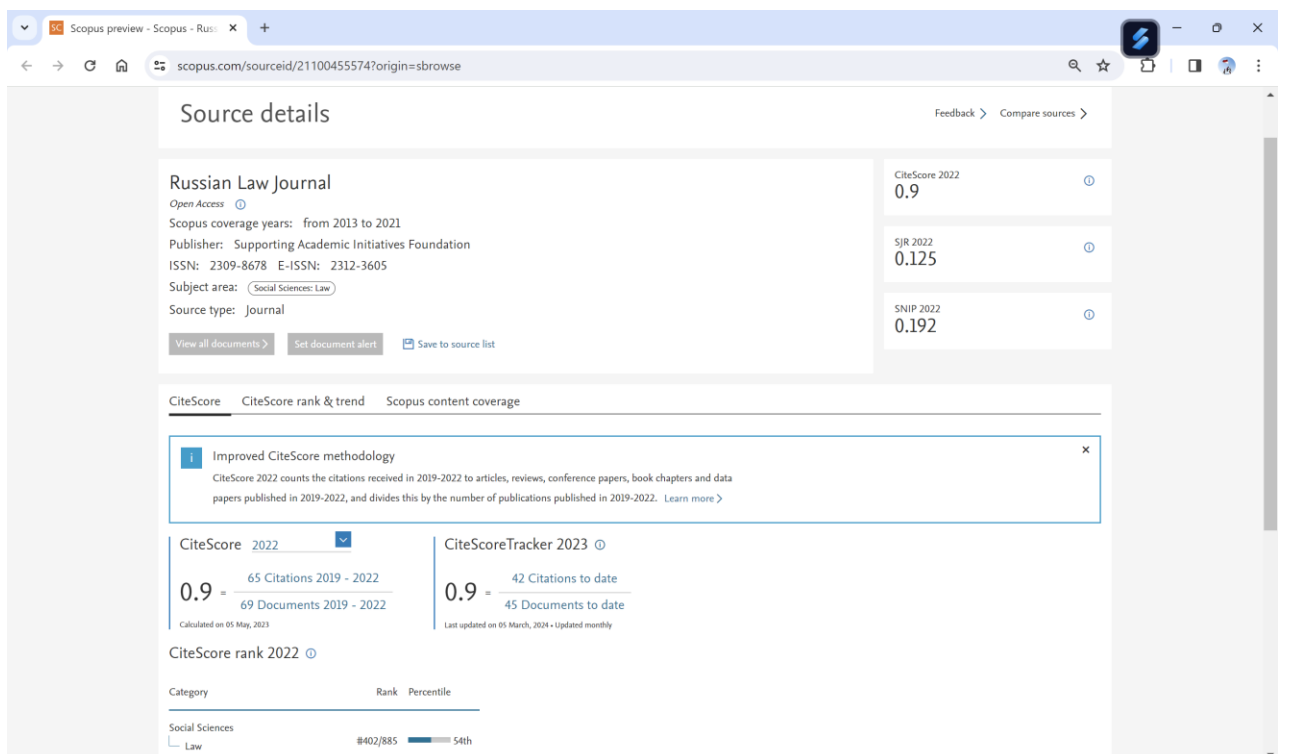 SC Scopus preview - Scopus - Russ
scopus.com/sourceid/21100455574?origin=sbrowse
Source details
Feedback
Compare sources
Russian Law Journal
Open Access
Scopus coverage years: from 2013 to 2021
Publisher: Supporting Academic Initiatives Foundation
ISSN: 2309-8678 E-ISSN: 2312-3605
Subject area: Social Sciences: Law
Source type: Journal
View all documents
Set document alert
Save to source list
CiteScore 2022
0.9
SJR 2022
0.125
SNIP 2022
0.192
CiteScore CiteScore rank & trend Scopus content coverage
i Improved CiteScore methodology
CiteScore 2022 counts the citations received in 2019-2022 to articles, reviews, conference papers, book chapters and data
papers published in 2019-2022, and divides this by the number of publications published in 2019-2022. Learn more
CiteScore 2022
0.9 = 65 Citations 2019 - 2022
69 Documents 2019 - 2022
Calculated on 05 May, 2023
CiteScoreTracker 2023
0.9 = 42 Citations to date
45 Documents to date
Last updated on 05 March, 2024 • Updated monthly
CiteScore rank 2022
Category Rank Percentile
Social Sciences
Law #402/885 54th